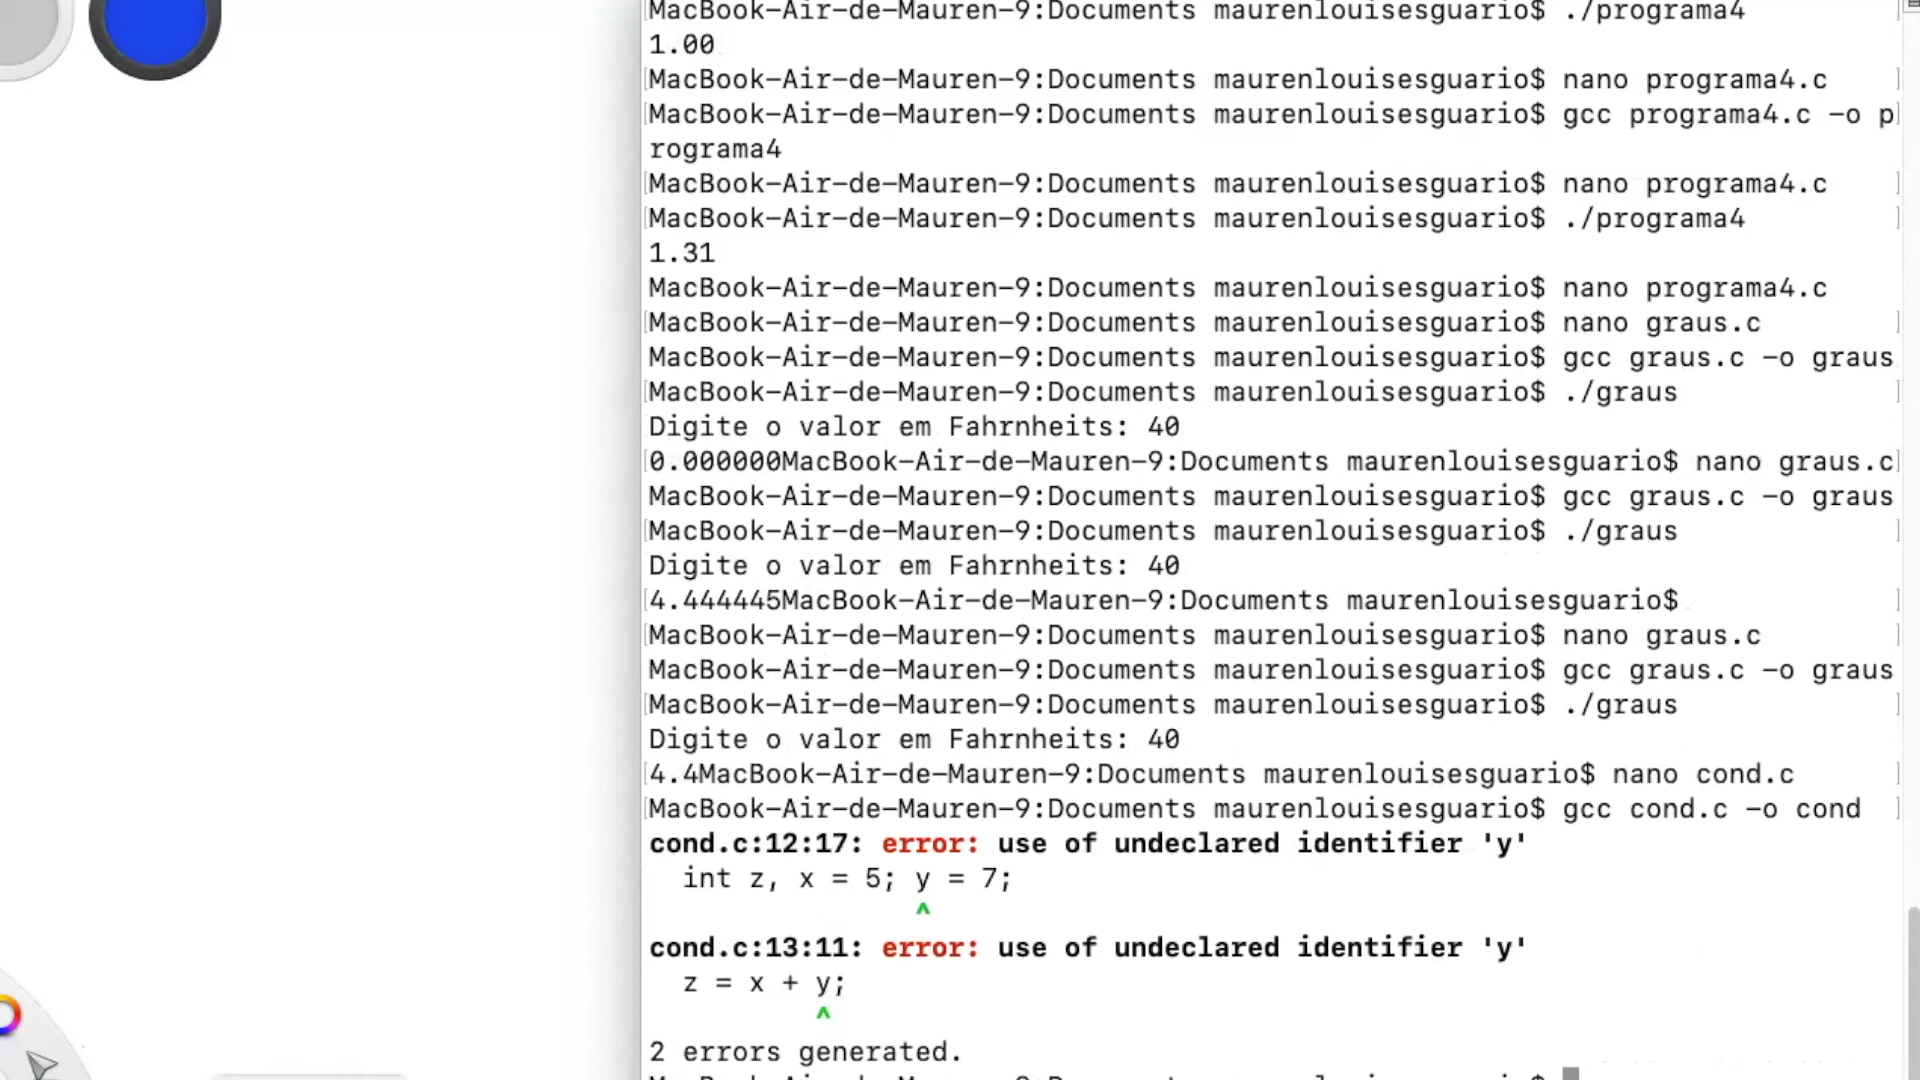 MacBook-Air-de-Mauren-9:Documents maurenlouisesguario$ ./programa4
1.00
MacBook-Air-de-Mauren-9:Documents maurenlouisesguario$ nano programa4.c
MacBook-Air-de-Mauren-9:Documents maurenlouisesguario$ gcc programa4.c -o p
rograma4
MacBook-Air-de-Mauren-9:Documents maurenlouisesguario$ nano programa4.c
MacBook-Air-de-Mauren-9:Documents maurenlouisesguario$ ./programa4
1.31
MacBook-Air-de-Mauren-9:Documents maurenlouisesguario$ nano programa4.c
MacBook-Air-de-Mauren-9:Documents maurenlouisesguario$ nano graus.c
MacBook-Air-de-Mauren-9:Documents maurenlouisesguario$ gcc graus.c -o graus
MacBook-Air-de-Mauren-9:Documents maurenlouisesguario$ ./graus
Digite o valor em Fahrnheits: 40
0.000000MacBook-Air-de-Mauren-9:Documents maurenlouisesguario$ nano graus.c
MacBook-Air-de-Mauren-9:Documents maurenlouisesguario$ gcc graus.c -o graus
MacBook-Air-de-Mauren-9:Documents maurenlouisesguario$ ./graus
Digite o valor em Fahrnheits: 40
4.444445MacBook-Air-de-Mauren-9:Documents maurenlouisesguario$
MacBook-Air-de-Mauren-9:Documents maurenlouisesguario$ nano graus.c
MacBook-Air-de-Mauren-9:Documents maurenlouisesguario$ gcc graus.c -o graus
MacBook-Air-de-Mauren-9:Documents maurenlouisesguario$ ./graus
Digite o valor em Fahrnheits: 40
4.4MacBook-Air-de-Mauren-9:Documents maurenlouisesguario$ nano cond.c
MacBook-Air-de-Mauren-9:Documents maurenlouisesguario$ gcc cond.c -o cond
cond.c:12:17: error: use of undeclared identifier 'y'
int z, x = 5; y = 7;
^
cond.c:13:11: error: use of undeclared identifier 'y'
z = x + y;
^
2 errors generated.